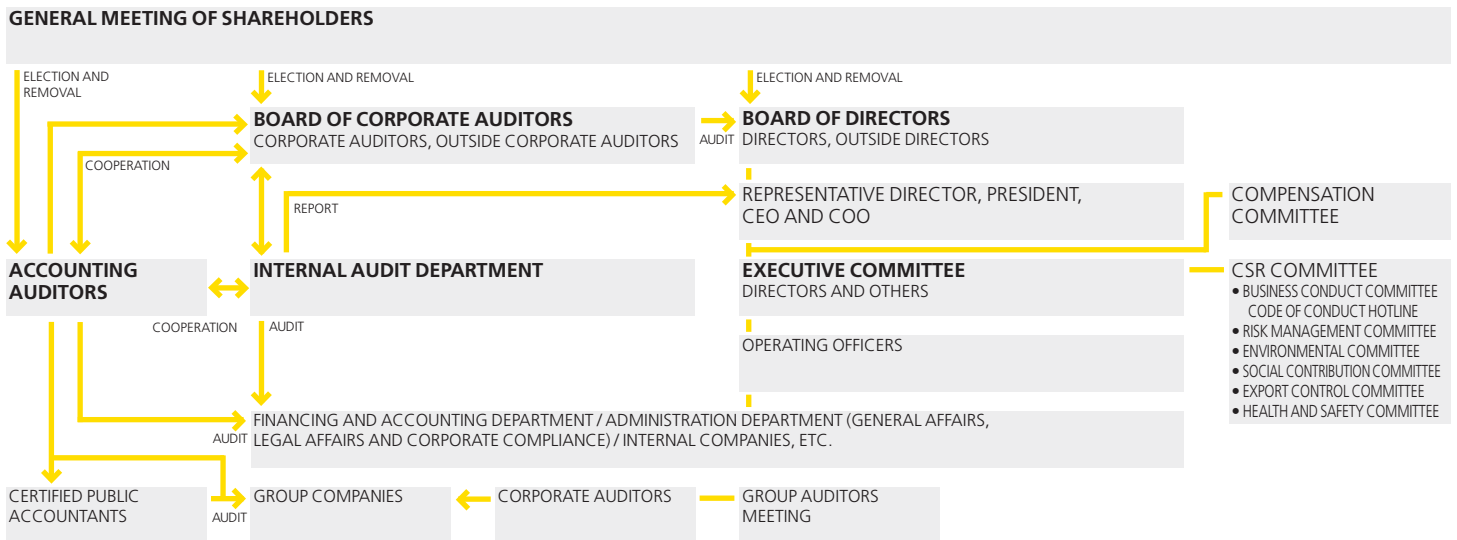 GENERAL MEETING OF SHAREHOLDERS
ELECTION AND
REMOVAL
ELECTION AND REMOVAL
ELECTION AND REMOVAL
BOARD OF CORPORATE AUDITORS
CORPORATE AUDITORS, OUTSIDE CORPORATE AUDITORS
AUDIT
BOARD OF DIRECTORS
DIRECTORS, OUTSIDE DIRECTORS
COOPERATION
REPORT
REPRESENTATIVE DIRECTOR, PRESIDENT,
CEO AND COO
COMPENSATION
COMMITTEE
ACCOUNTING
AUDITORS
INTERNAL AUDIT DEPARTMENT
EXECUTIVE COMMITTEE
DIRECTORS AND OTHERS
CSR COMMITTEE
• BUSINESS CONDUCT COMMITTEE
CODE OF CONDUCT HOTLINE
• RISK MANAGEMENT COMMITTEE
• ENVIRONMENTAL COMMITTEE
• SOCIAL CONTRIBUTION COMMITTEE
• EXPORT CONTROL COMMITTEE
• HEALTH AND SAFETY COMMITTEE
COOPERATION
AUDIT
OPERATING OFFICERS
AUDIT
FINANCING AND ACCOUNTING DEPARTMENT / ADMINISTRATION DEPARTMENT (GENERAL AFFAIRS,
LEGAL AFFAIRS AND CORPORATE COMPLIANCE) / INTERNAL COMPANIES, ETC.
CERTIFIED PUBLIC
ACCOUNTANTS
AUDIT
GROUP COMPANIES
CORPORATE AUDITORS
GROUP AUDITORS
MEETING